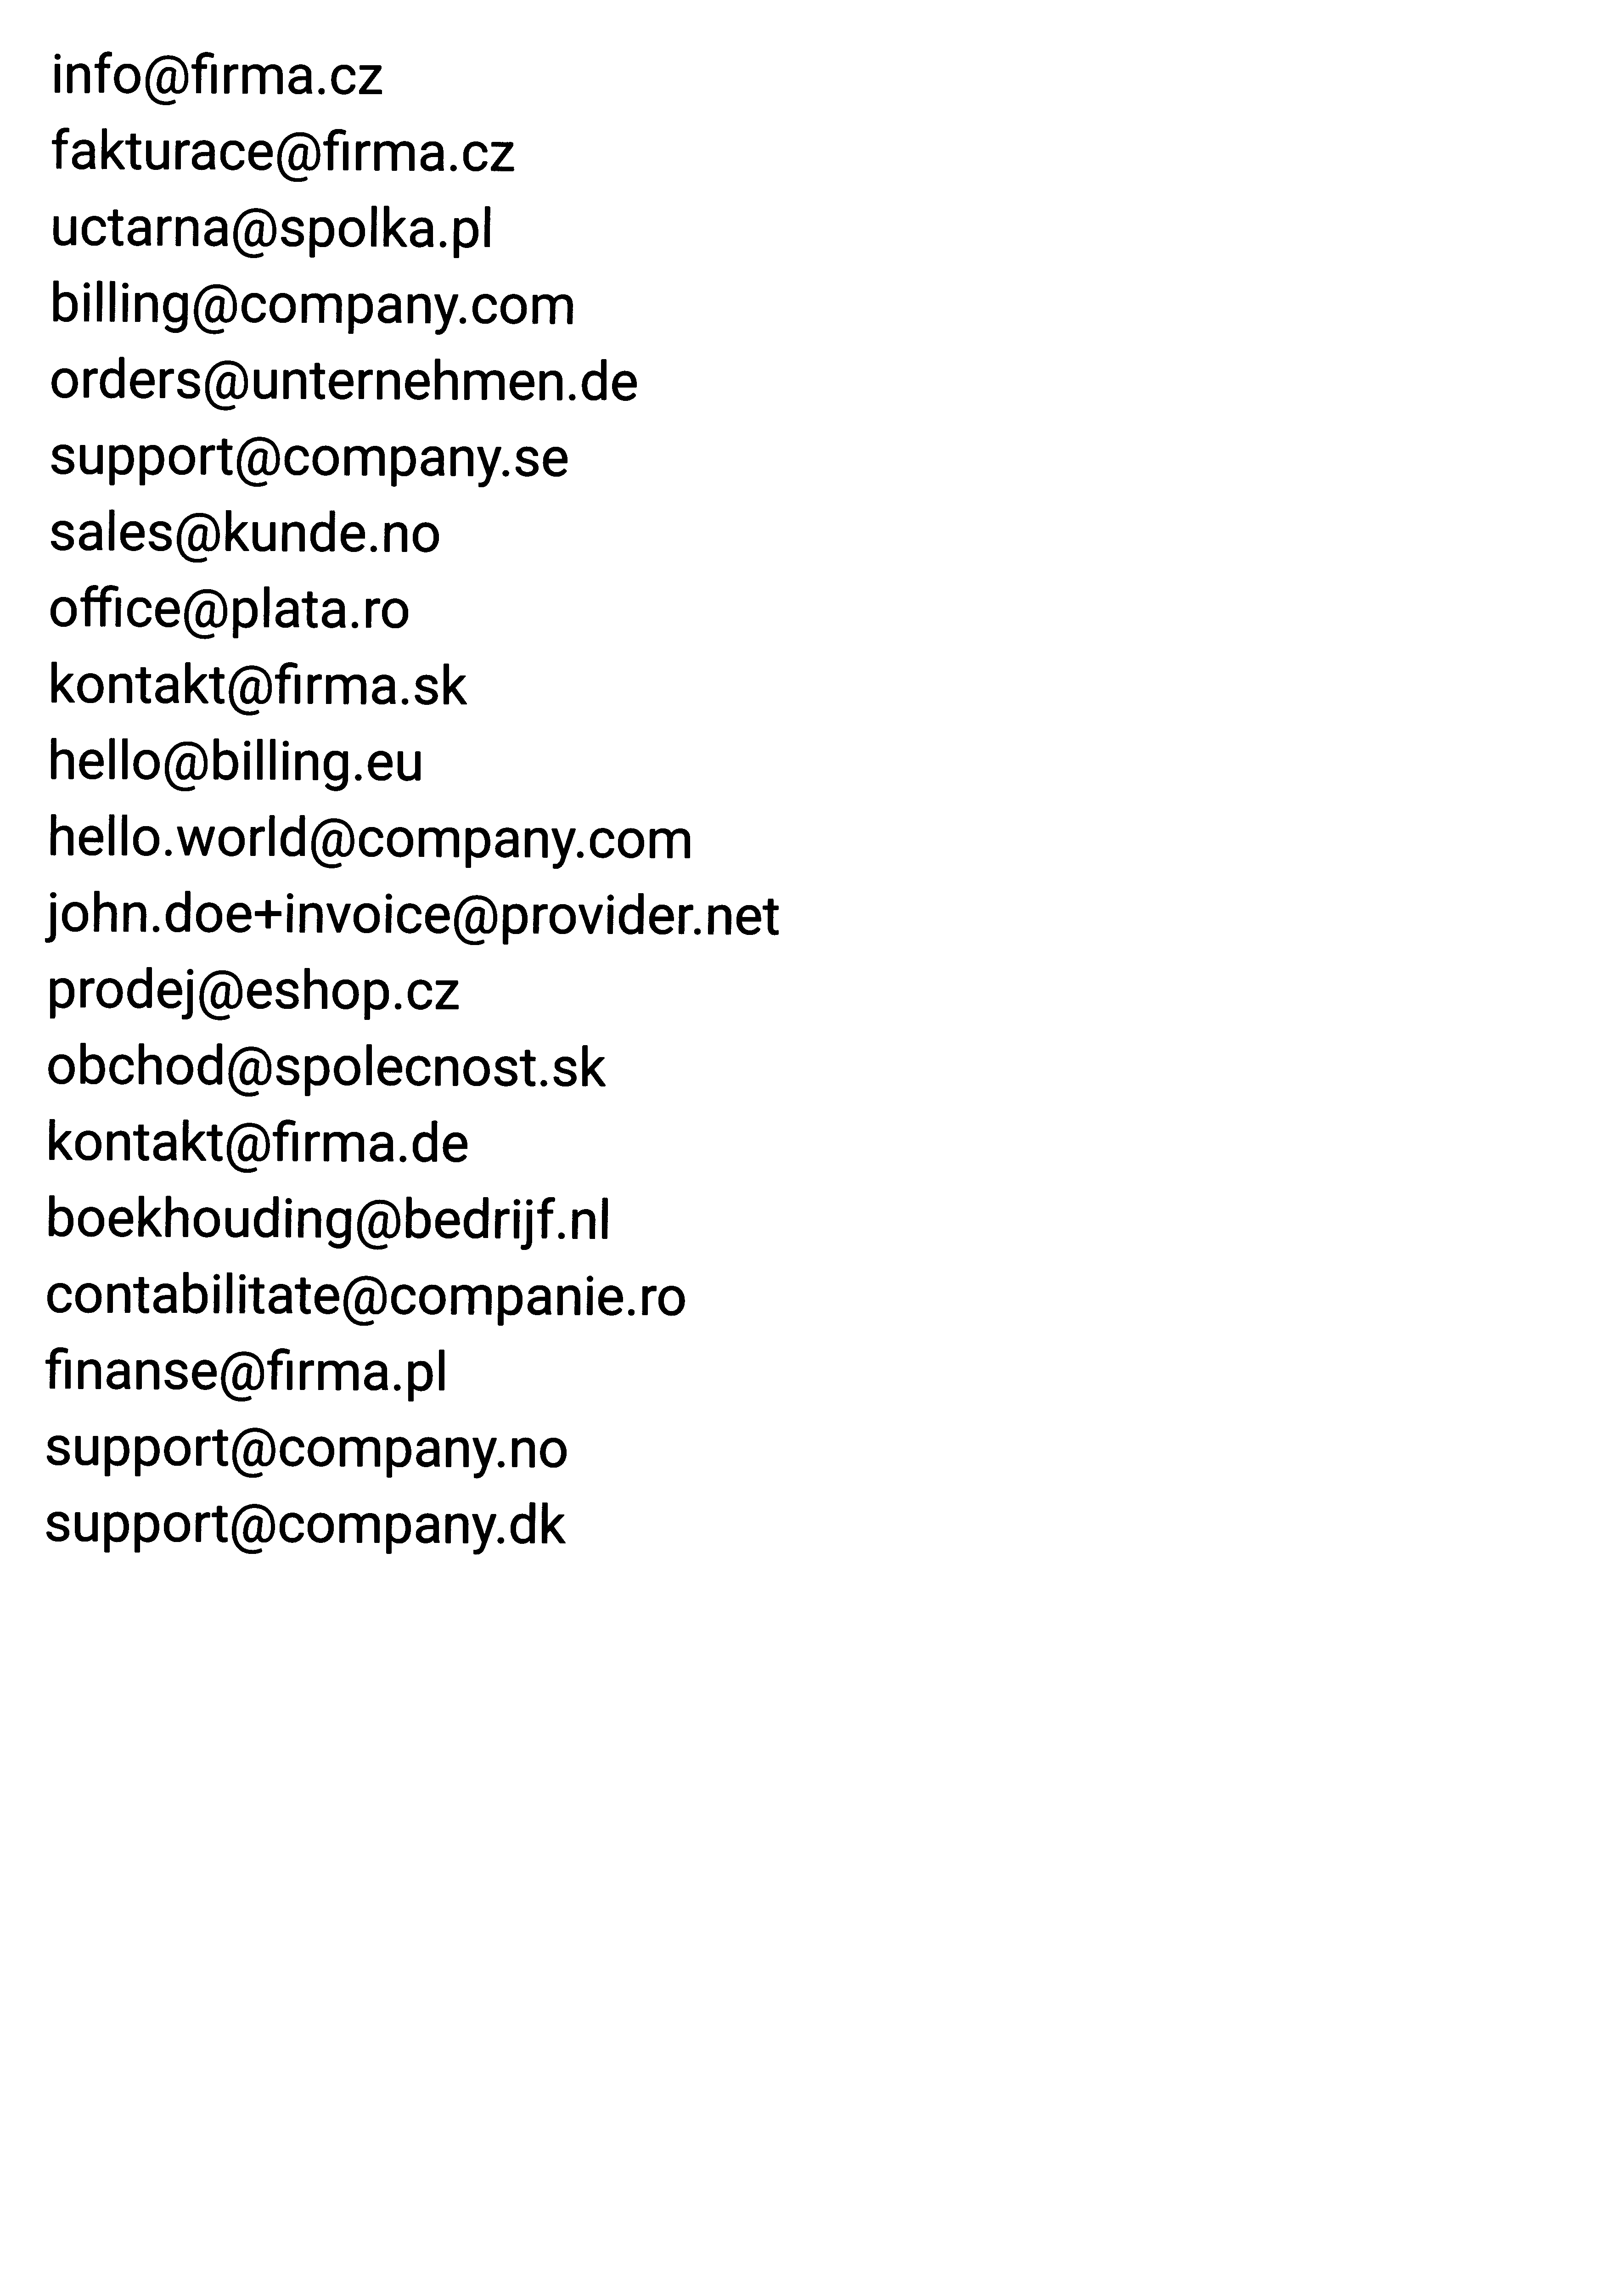 info@firma.cz
fakturace@firma.cz
uctarna@spolka.pl
billing@company.com
orders@unternehmen.de
support@company.se
sales@kunde.no
office@plata.ro
kontakt@firma.sk
hello@billing.eu
hello.world@company.com
john.doe+invoice@provider.net
prodej@eshop.cz
obchod@spolecnost.sk
kontakt@firma.de
boekhouding@bedrijf.nl
contabilitate@companie.ro
finanse@firma.pl
support@company.no
support@company.dk